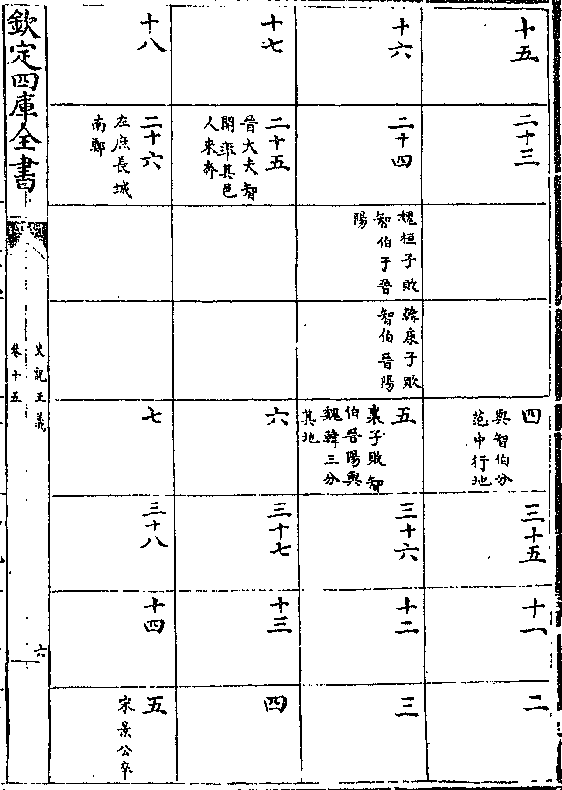 十五
二十三
四
與智伯分
范中行地
三十五
十一
二
十六
二十四
魏桓子敗
智伯于晉
陽
韓康子敗
智伯晉陽
五
襄子敗智
伯晉陽與
魏韓三分
其地
三十六
十二
三
十七
二十五
晉大夫智
開率其邑
人來奔
六
三十七
十三
四
十八
二十六
左庶長城
南鄭
七
三十八
十四
五
宋景公卒
欽定四庫全書
史記正義
卷十五
六